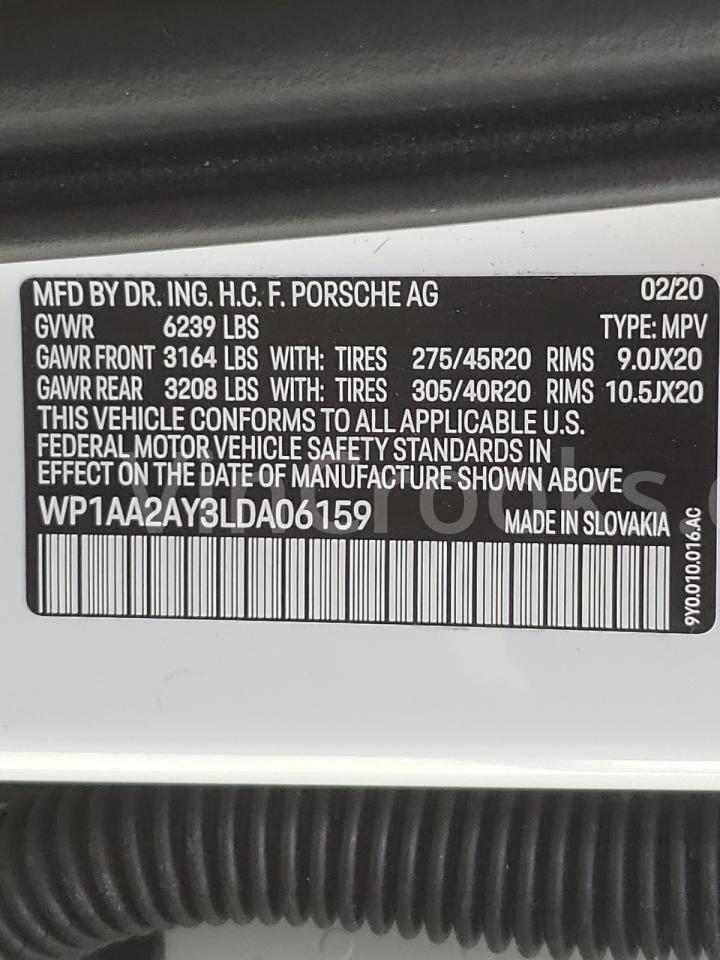 MFD BY DR. ING. H.C. F. PORSCHE AG 02/20
GVWR 6239 LBS TYPE: MPV
GAWR FRONT 3164 LBS WITH: TIRES 275/45R20 RIMS 9.0JX20
GAWR REAR 3208 LBS WITH: TIRES 305/40R20 RIMS 10.5JX20
THIS VEHICLE CONFORMS TO ALL APPLICABLE U.S.
FEDERAL MOTOR VEHICLE SAFETY STANDARDS IN
EFFECT ON THE DATE OF MANUFACTURE SHOWN ABOVE
WP1AA2AY3LDA06159 MADE IN SLOVAKIA
9Y0.010.016.AC